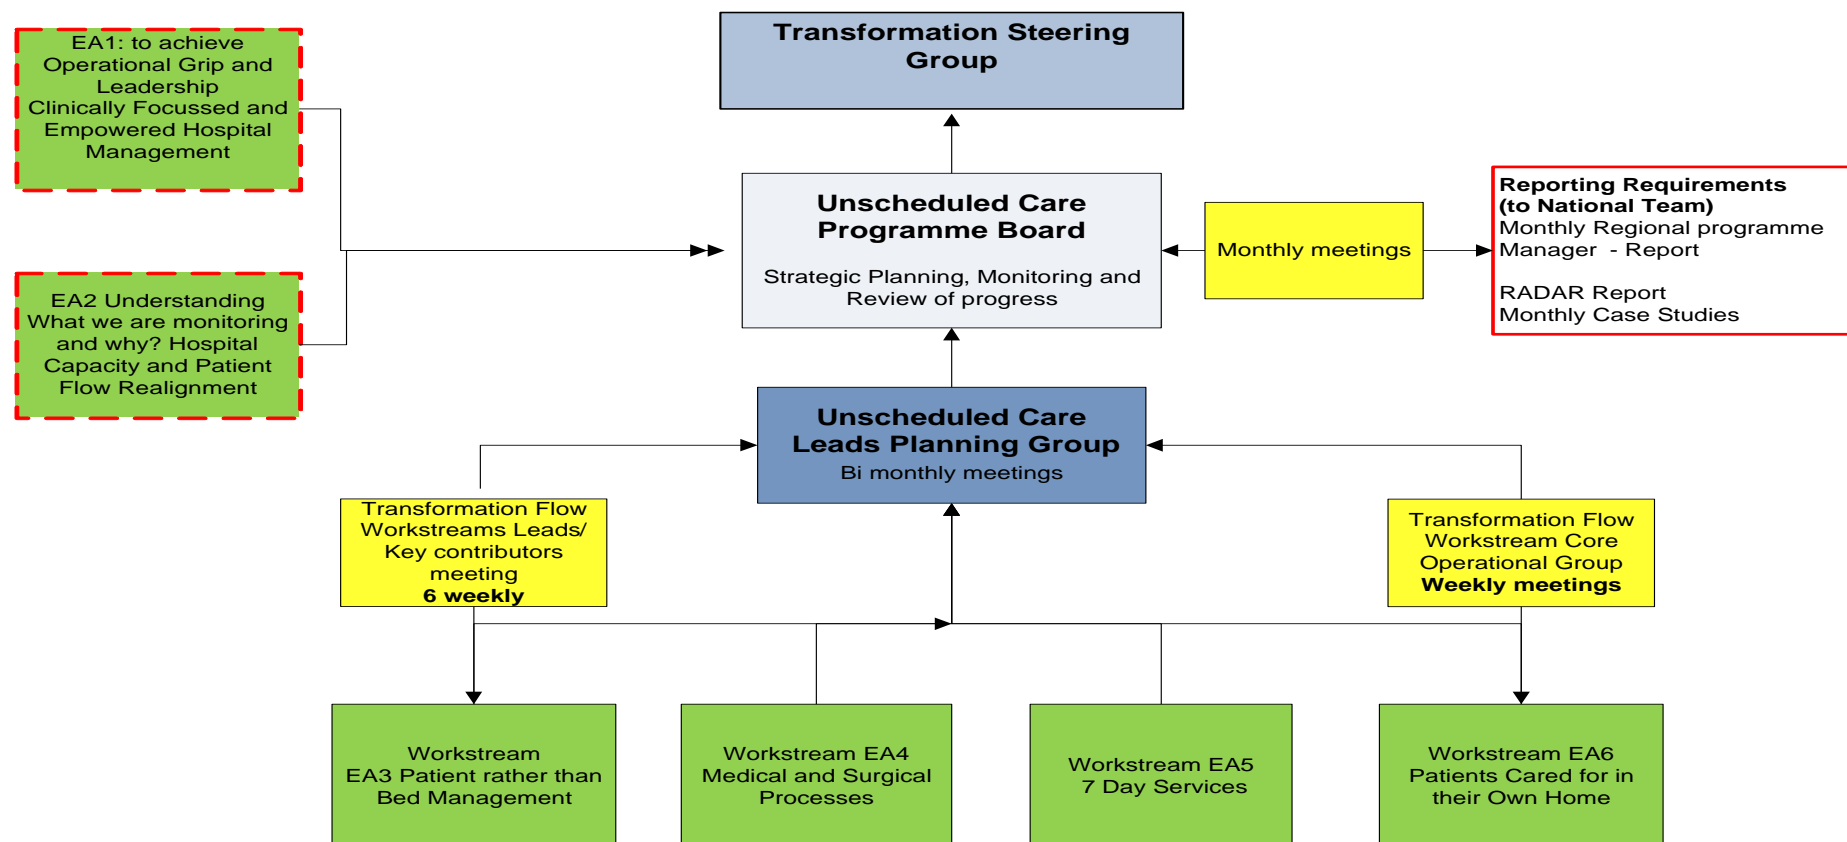 Transformation Steering
Group
EA1: to achieve
Operational Grip and
Leadership
Clinically Focussed and
Empowered Hospital
Management
Unscheduled Care
Programme Board
Strategic Planning, Monitoring and
Review of progress
Monthly meetings
Reporting Requirements
(to National Team)
Monthly Regional programme
Manager - Report
RADAR Report
Monthly Case Studies
EA2 Understanding
What we are monitoring
and why? Hospital
Capacity and Patient
Flow Realignment
Unscheduled Care
Leads Planning Group
Bi monthly meetings
Transformation Flow
Workstreams Leads/
Key contributors
meeting
6 weekly
Transformation Flow
Workstream Core
Operational Group
Weekly meetings
Workstream
EA3 Patient rather than
Bed Management
Workstream EA4
Medical and Surgical
Processes
Workstream EA5
7 Day Services
Workstream EA6
Patients Cared for in
their Own Home